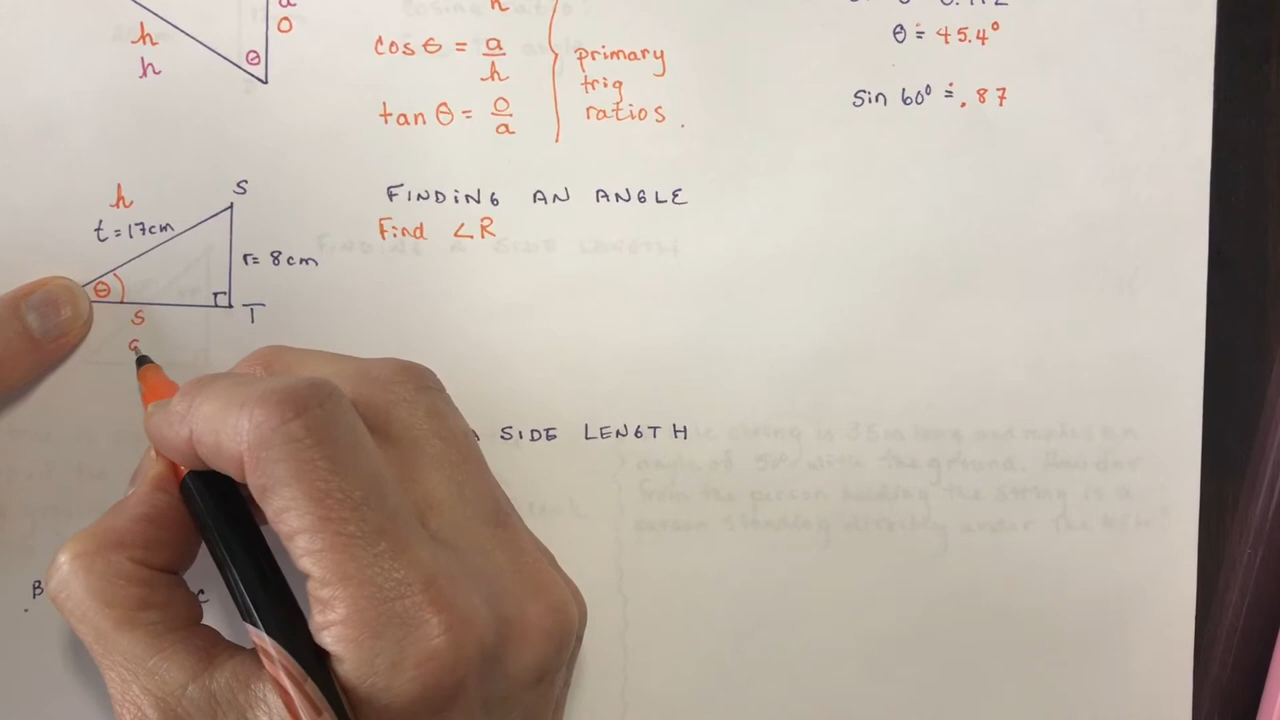 h
h
θ
O
h
cos θ = a/h
tan θ = O/a
primary
trig
ratios.
θ ≐ 45.4°
sin 60° ≐ .87
h
S
t = 17cm
r = 8cm
θ
T
s
FINDING AN ANGLE
Find ∠R
SIDE LENGTH
B
C